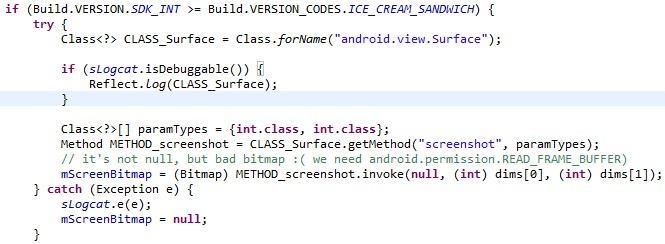 if (Build.VERSION.SDK_INT >= Build.VERSION_CODES.ICE_CREAM_SANDWICH) {
try {
Class<?> CLASS_Surface = Class.forName("android.view.Surface");
if (sLogcat.isDebuggable()) {
Reflect.log(CLASS_Surface);
}
Class<?>[] paramTypes = {int.class, int.class};
Method METHOD_screenshot = CLASS_Surface.getMethod("screenshot", paramTypes);
// it's not null, but bad bitmap :( we need android.permission.READ_FRAME_BUFFER)
mScreenBitmap = (Bitmap) METHOD_screenshot.invoke(null, (int) dims[0], (int) dims[1]);
} catch (Exception e) {
sLogcat.e(e);
mScreenBitmap = null;
}